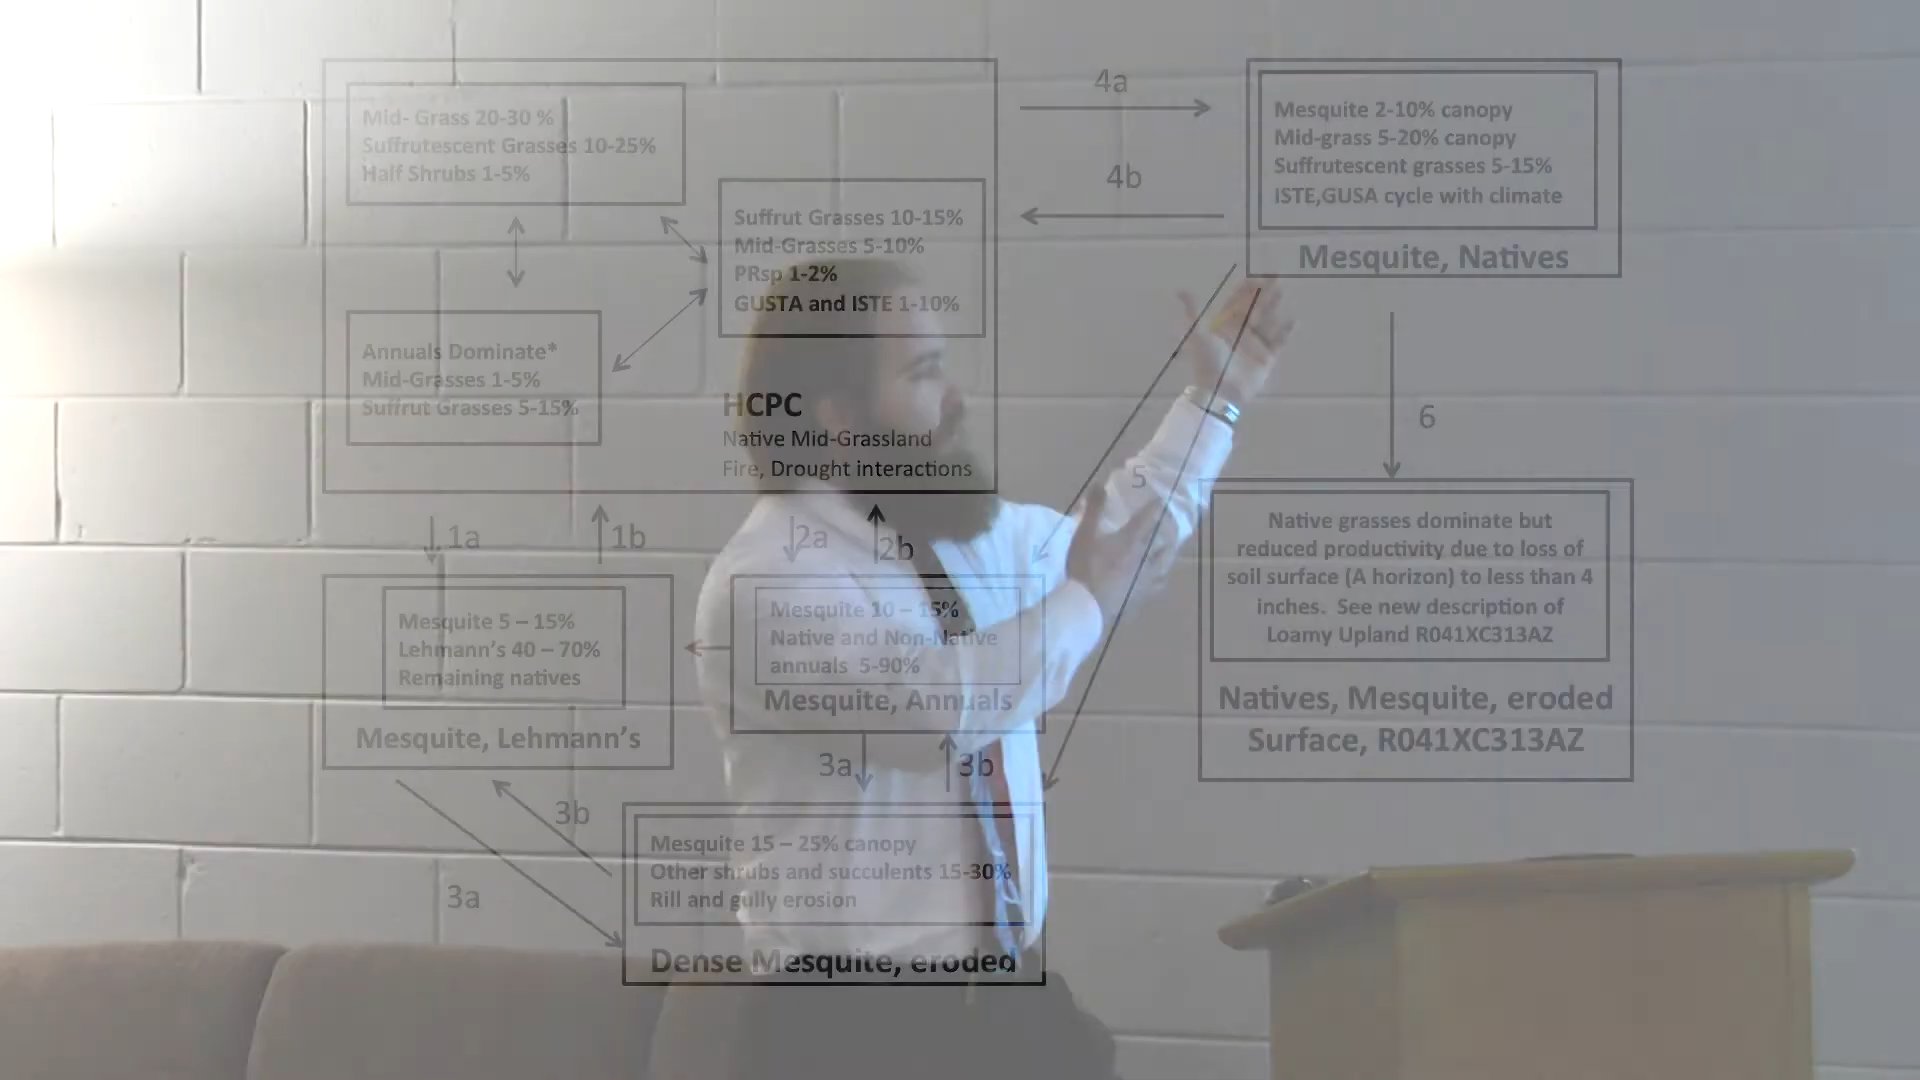 Mid- Grass 20-30 %
Suffrutescent Grasses 10-25%
Half Shrubs 1-5%
Suffrut Grasses 10-15%
Mid-Grasses 5-10%
PRsp 1-2%
GUSTA and ISTE 1-10%
Annuals Dominate*
Mid-Grasses 1-5%
Suffrut Grasses 5-15%
HCPC
Native Mid-Grassland
Fire, Drought interactions
4a
4b
Mesquite 2-10% canopy
Mid-grass 5-20% canopy
Suffrutescent grasses 5-15%
ISTE,GUSA cycle with climate
Mesquite, Natives
5
6
1a
1b
2a
2b
Mesquite 5 – 15%
Lehmann's 40 – 70%
Remaining natives
Mesquite, Lehmann's
Mesquite 10 – 15%
Native and Non-Native
annuals 5-90%
Mesquite, Annuals
Native grasses dominate but
reduced productivity due to loss of
soil surface (A horizon) to less than 4
inches. See new description of
Loamy Upland R041XC313AZ
Natives, Mesquite, eroded
Surface, R041XC313AZ
3a
3b
3b
3a
Mesquite 15 – 25% canopy
Other shrubs and succulents 15-30%
Rill and gully erosion
Dense Mesquite, eroded